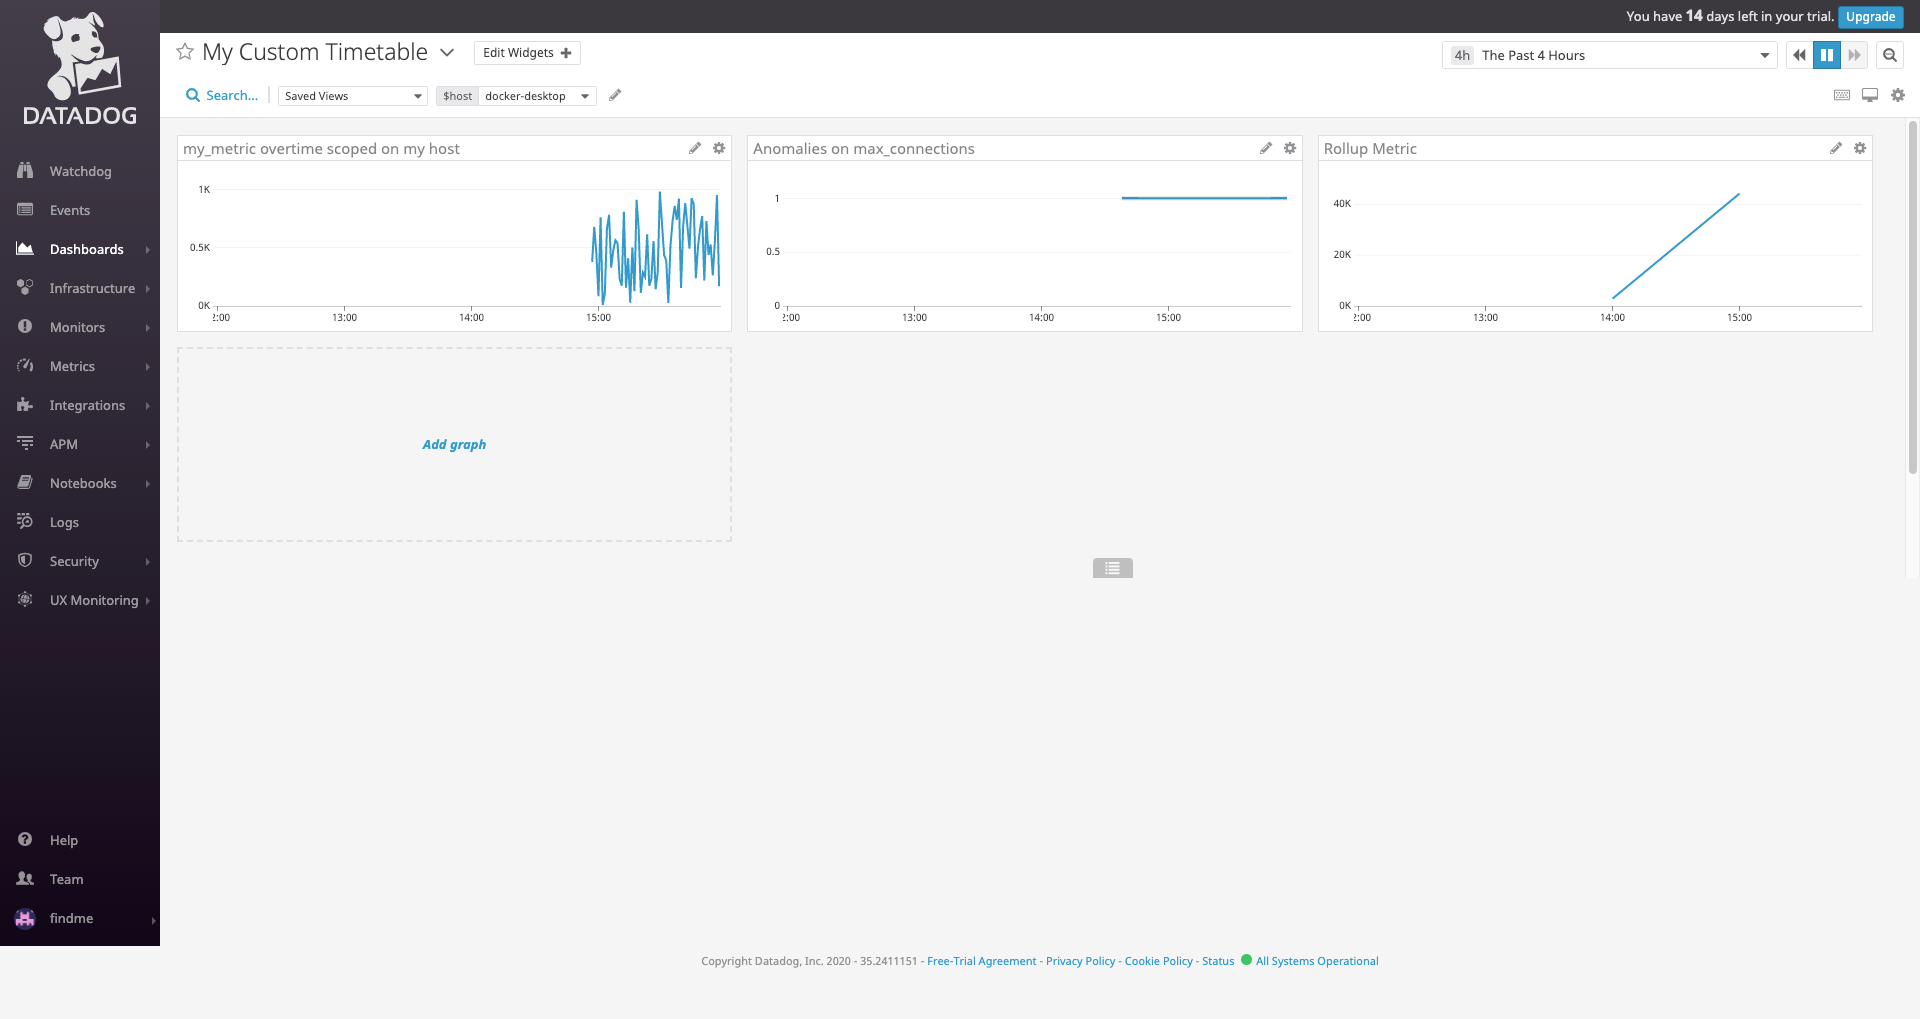 You have 14 days left in your trial. Upgrade
DATADOG
My Custom Timetable
Edit Widgets
4h The Past 4 Hours
Search...
Saved Views
$host docker-desktop
Watchdog
Events
Dashboards
Infrastructure
Monitors
Metrics
Integrations
APM
Notebooks
Logs
Security
UX Monitoring
Help
Team
findme
my_metric overtime scoped on my host
1K
0.5K
0K
2:00 13:00 14:00 15:00
Anomalies on max_connections
1
0.5
0
2:00 13:00 14:00 15:00
Rollup Metric
40K
20K
0K
2:00 13:00 14:00 15:00
Add graph
Copyright Datadog, Inc. 2020 - 35.2411151 - Free-Trial Agreement - Privacy Policy - Cookie Policy - Status All Systems Operational